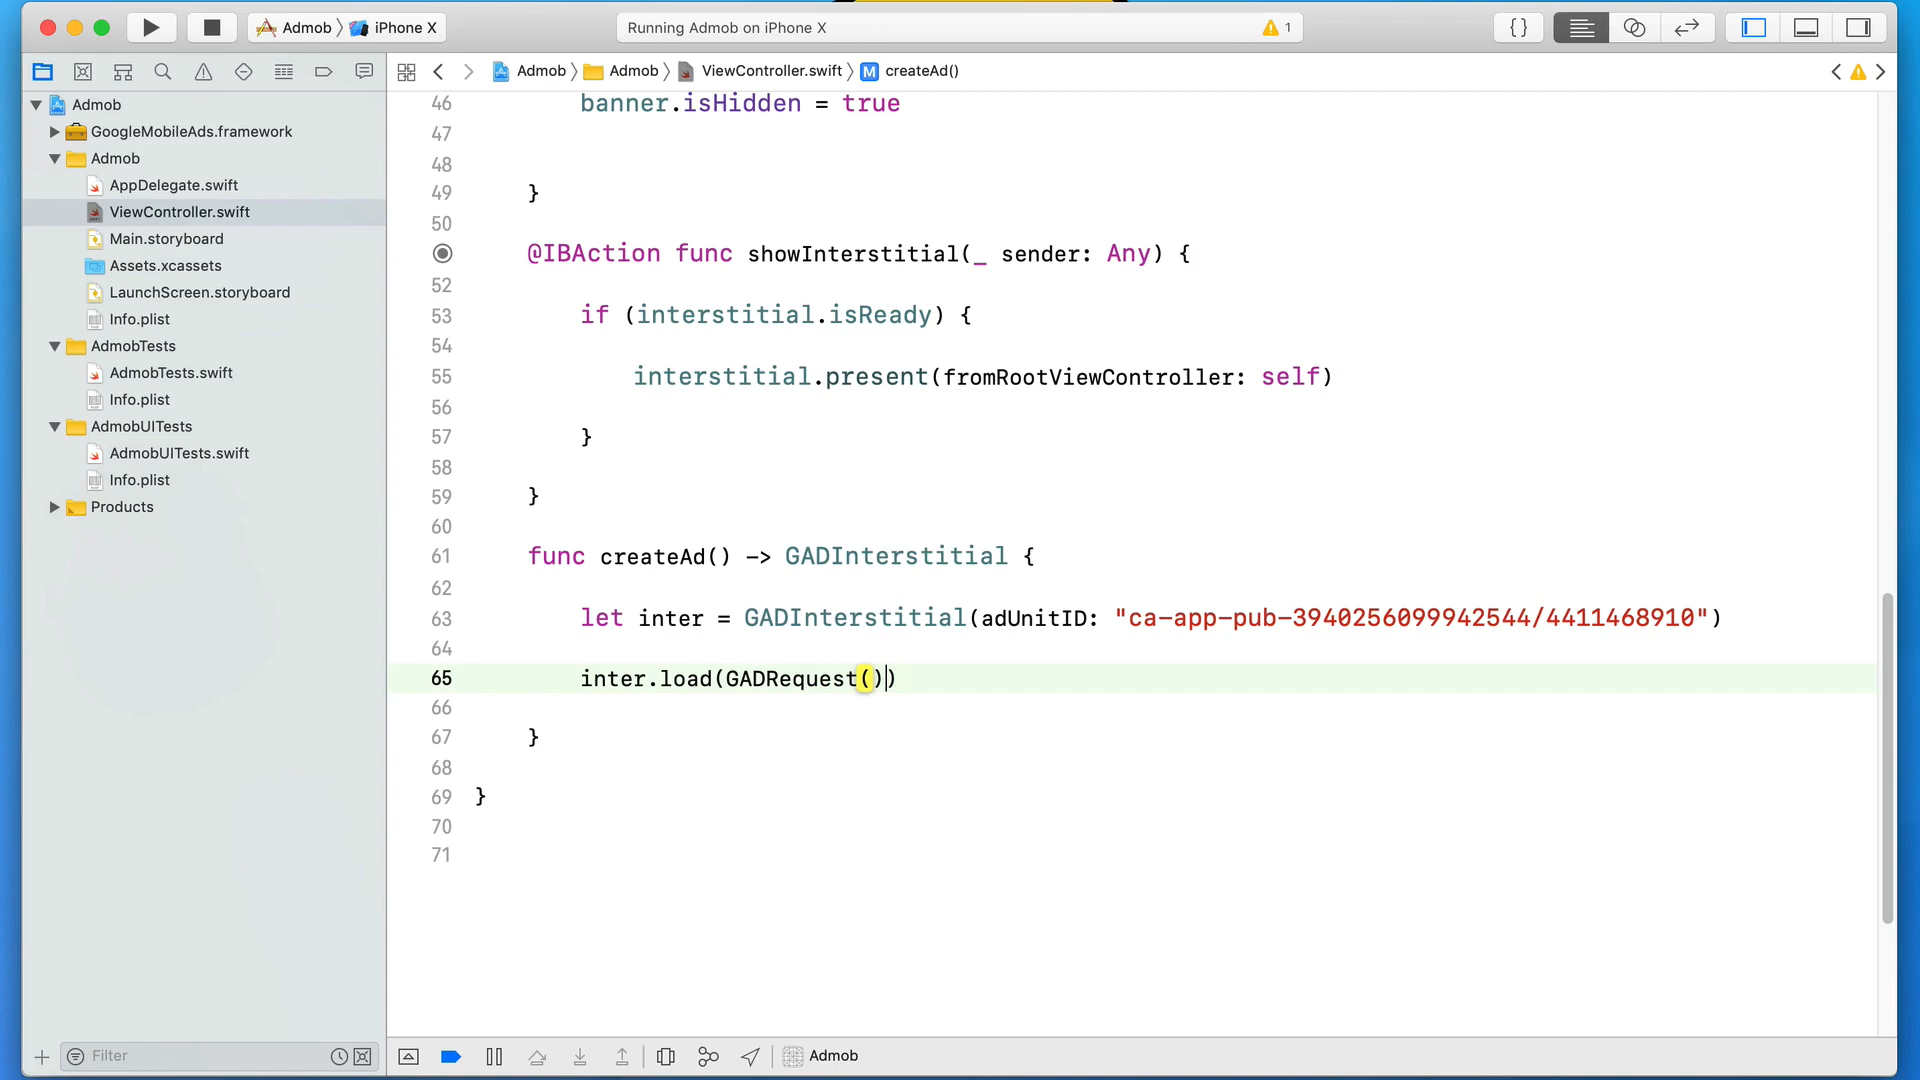 Admob › iPhone X
Running Admob on iPhone X
1
{}
Admob › Admob › ViewController.swift › M createAd()
Admob
GoogleMobileAds.framework
Admob
AppDelegate.swift
ViewController.swift
Main.storyboard
Assets.xcassets
LaunchScreen.storyboard
Info.plist
AdmobTests
AdmobTests.swift
Info.plist
AdmobUITests
AdmobUITests.swift
Info.plist
Products
46 banner.isHidden = true
47
48
49 }
50
@IBAction func showInterstitial(_ sender: Any) {
52
53 if (interstitial.isReady) {
54
55 interstitial.present(fromRootViewController: self)
56
57 }
58
59 }
60
61 func createAd() -> GADInterstitial {
62
63 let inter = GADInterstitial(adUnitID: "ca-app-pub-3940256099942544/4411468910")
64
65 inter.load(GADRequest())
66
67 }
68
69 }
70
71
Filter
Admob